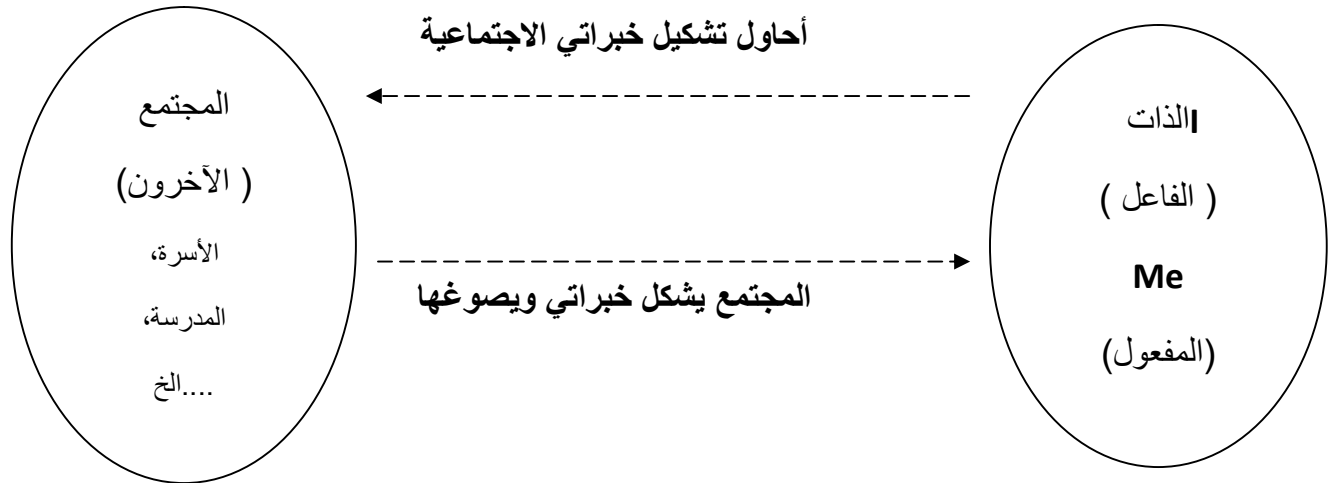 أحاول تشكيل خبراتي الاجتماعية
Iالذات
( الفاعل )
Me
(المفعول)
المجتمع
( الآخرون)
الأسرة،
المدرسة،
....الخ
المجتمع يشكل خبراتي ويصوغها